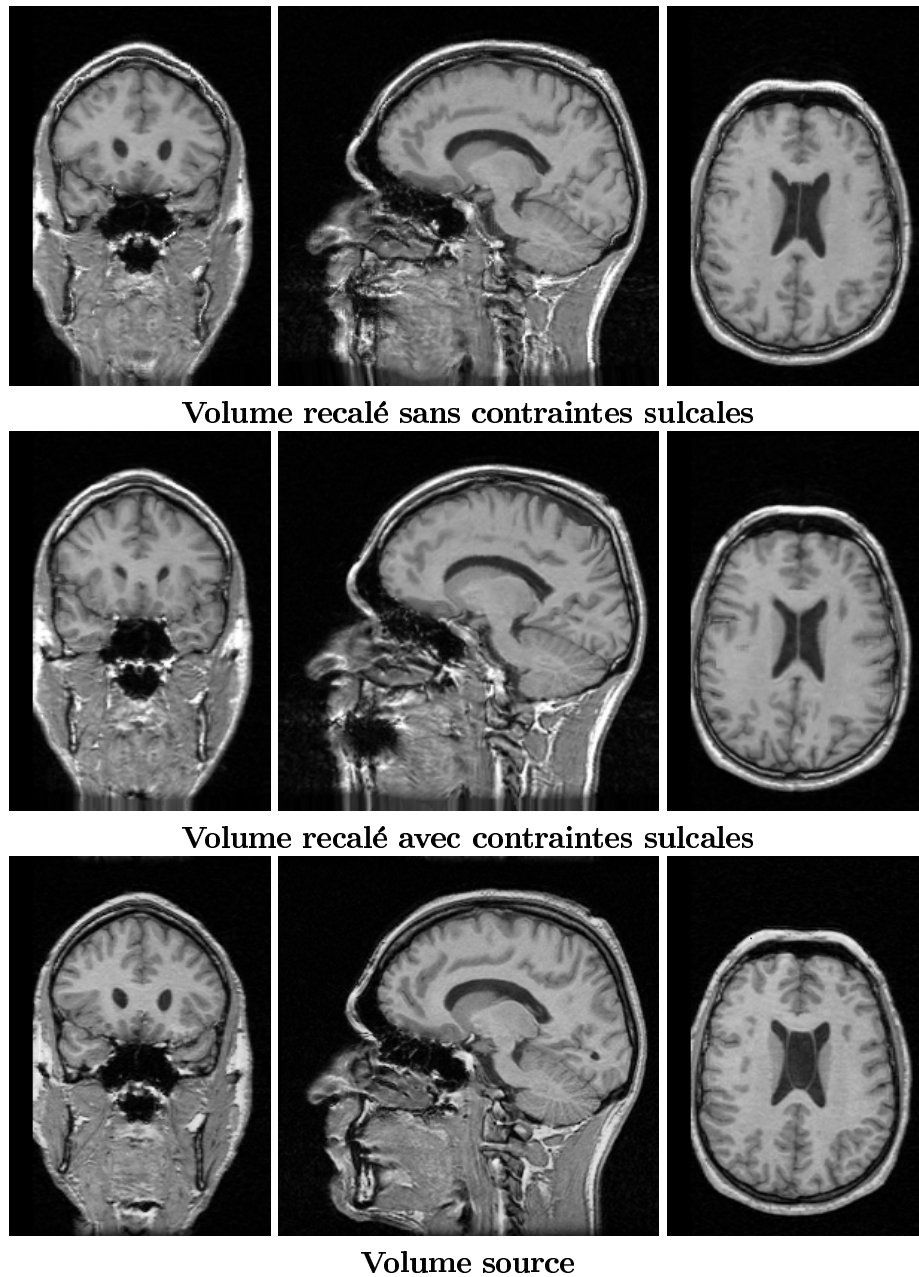 Volume recalé sans contraintes sulcales
Volume recalé avec contraintes sulcales
Volume source